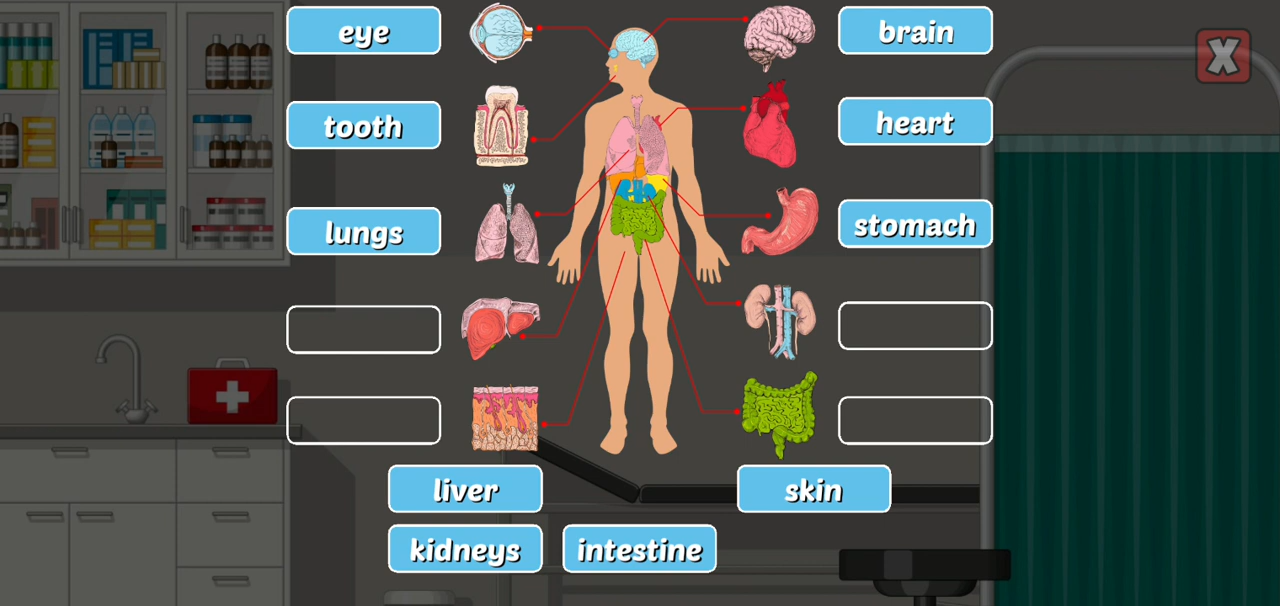 eye
brain
tooth
heart
lungs
stomach
liver
skin
kidneys
intestine
X